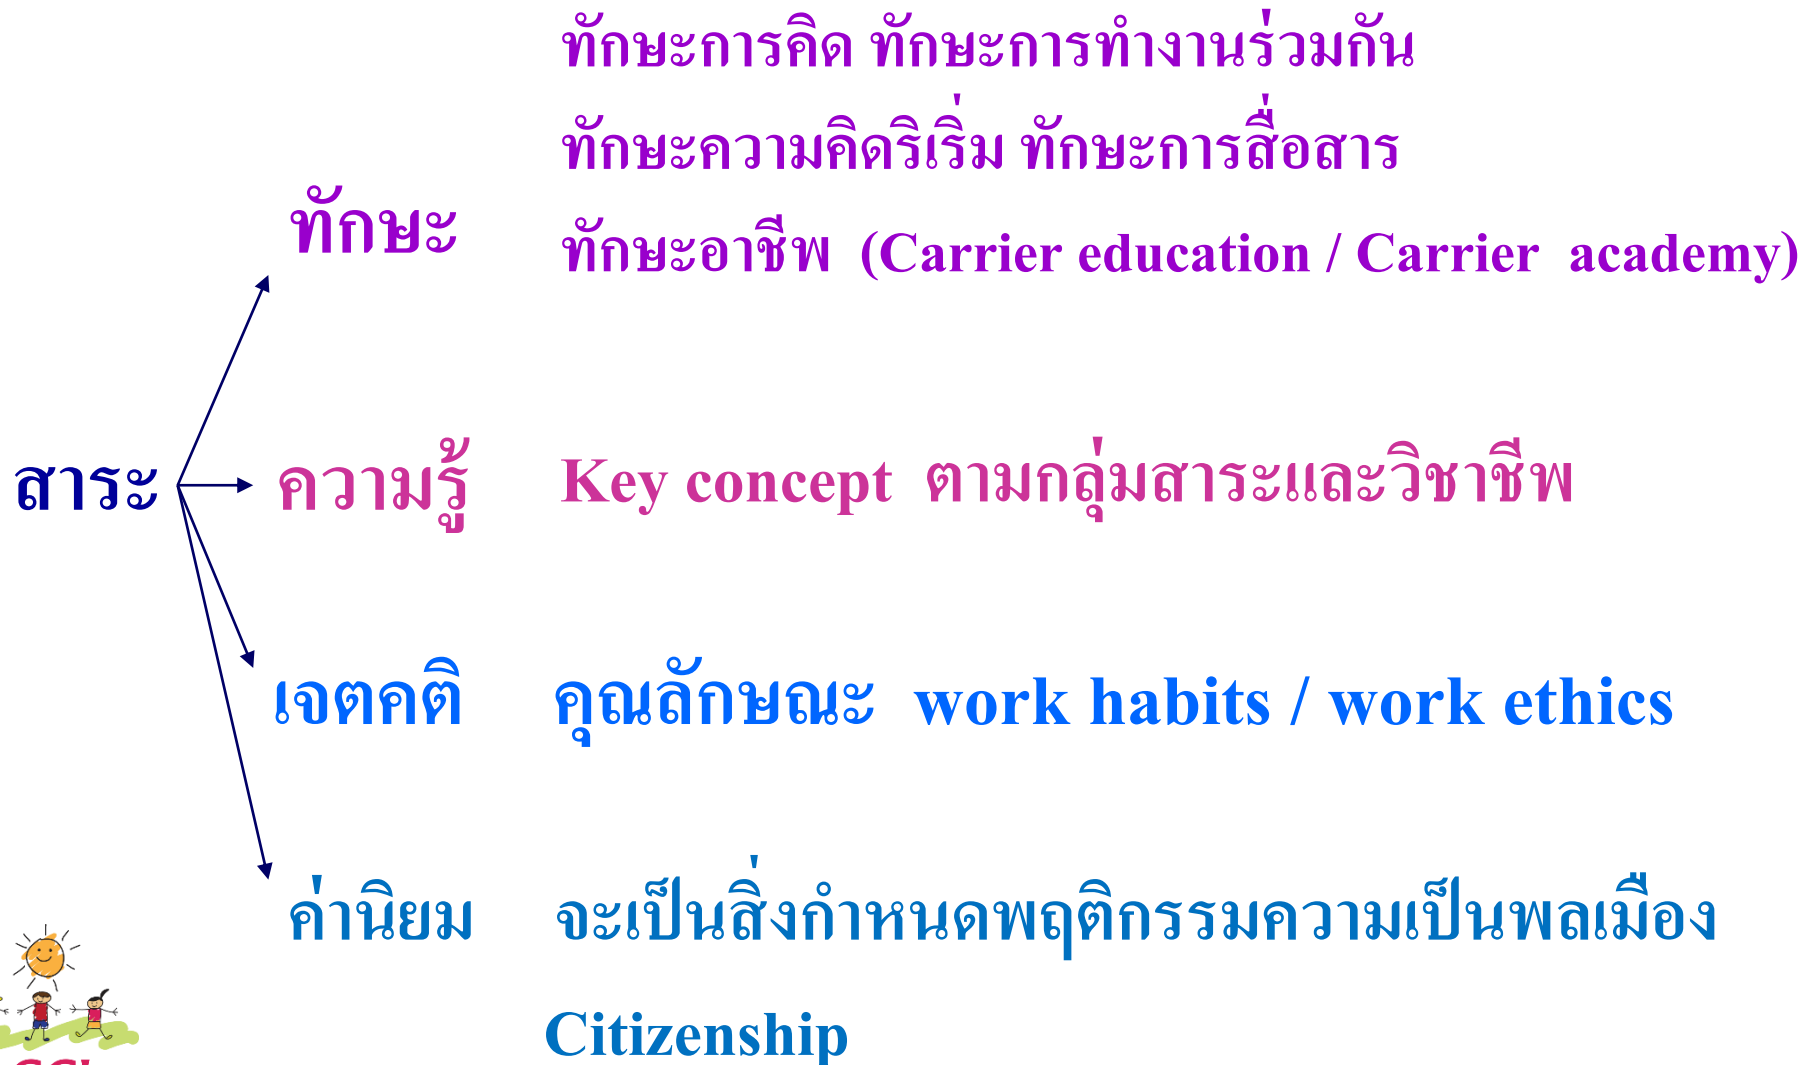 ทักษะการคิด ทักษะการทำงานร่วมกัน
ทักษะความคิดริเริ่ม ทักษะการสื่อสาร
ทักษะ
ทักษะอาชีพ (Carrier education / Carrier academy)
สาระ
ความรู้
Key concept ตามกลุ่มสาระและวิชาชีพ
เจตคติ
คุณลักษณะ work habits / work ethics
ค่านิยม
จะเป็นสิ่งกำหนดพฤติกรรมความเป็นพลเมือง
Citizenship